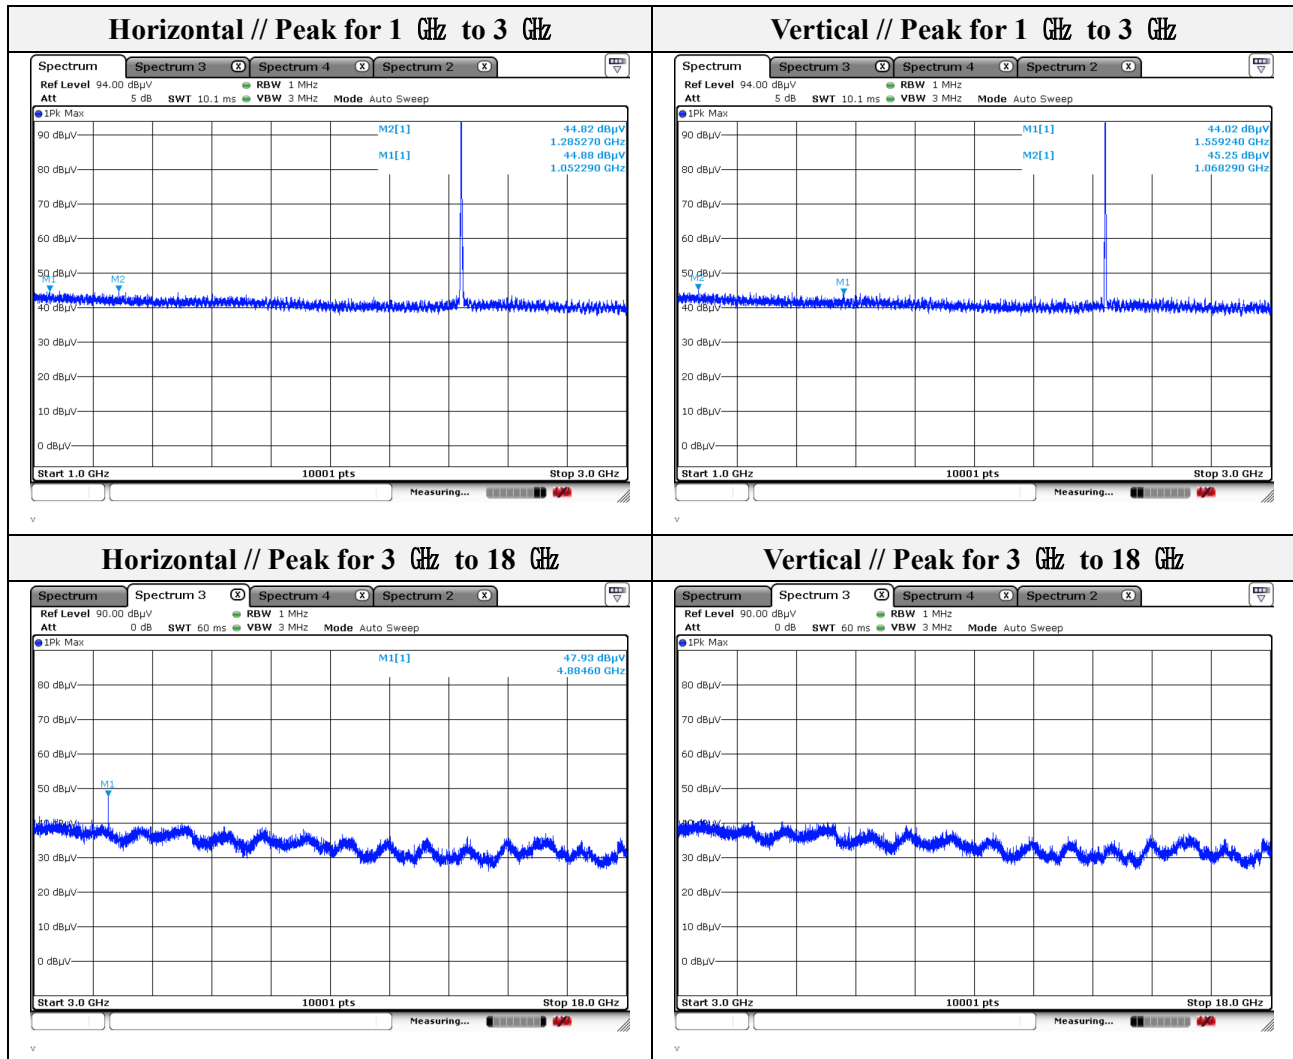 Horizontal // Peak for 1 ㎓ to 3 ㎓
Spectrum Spectrum 3 X Spectrum 4 X Spectrum 2 X
Ref Level 94.00 dBµV RBW 1 MHz
Att 5 dB SWT 10.1 ms VBW 3 MHz Mode Auto Sweep
1Pk Max
M2[1] 44.82 dBµV
1.285270 GHz
M1[1] 44.88 dBµV
1.052290 GHz
90 dBµV
80 dBµV
70 dBµV
60 dBµV
50 dBµV
M1 M2
40 dBµV
30 dBµV
20 dBµV
10 dBµV
0 dBµV
Start 1.0 GHz 10001 pts Stop 3.0 GHz
Measuring...
v
Vertical // Peak for 1 ㎓ to 3 ㎓
Spectrum Spectrum 3 X Spectrum 4 X Spectrum 2 X
Ref Level 94.00 dBµV RBW 1 MHz
Att 5 dB SWT 10.1 ms VBW 3 MHz Mode Auto Sweep
1Pk Max
M1[1] 44.02 dBµV
1.559240 GHz
M2[1] 45.25 dBµV
1.068290 GHz
90 dBµV
80 dBµV
70 dBµV
60 dBµV
50 dBµV
M2 M1
40 dBµV
30 dBµV
20 dBµV
10 dBµV
0 dBµV
Start 1.0 GHz 10001 pts Stop 3.0 GHz
Measuring...
v
Horizontal // Peak for 3 ㎓ to 18 ㎓
Spectrum Spectrum 3 X Spectrum 4 X Spectrum 2 X
Ref Level 90.00 dBµV RBW 1 MHz
Att 0 dB SWT 60 ms VBW 3 MHz Mode Auto Sweep
1Pk Max
M1[1] 47.93 dBµV
4.88460 GHz
80 dBµV
70 dBµV
60 dBµV
50 dBµV
M1
40 dBµV
30 dBµV
20 dBµV
10 dBµV
0 dBµV
Start 3.0 GHz 10001 pts Stop 18.0 GHz
Measuring...
v
Vertical // Peak for 3 ㎓ to 18 ㎓
Spectrum Spectrum 3 X Spectrum 4 X Spectrum 2 X
Ref Level 90.00 dBµV RBW 1 MHz
Att 0 dB SWT 60 ms VBW 3 MHz Mode Auto Sweep
1Pk Max
80 dBµV
70 dBµV
60 dBµV
50 dBµV
40 dBµV
30 dBµV
20 dBµV
10 dBµV
0 dBµV
Start 3.0 GHz 10001 pts Stop 18.0 GHz
Measuring...
v